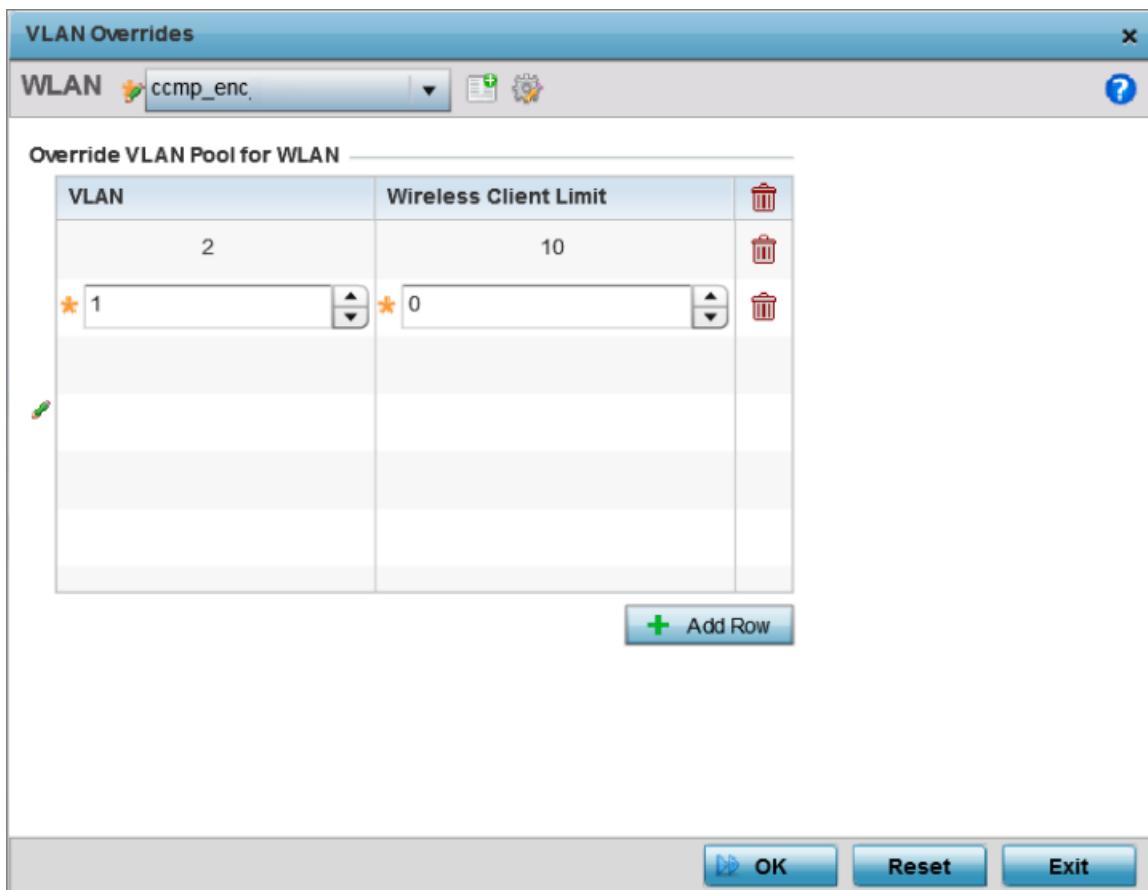 VLAN Overrides
WLAN ccmp_enc
Override VLAN Pool for WLAN
VLAN Wireless Client Limit
2 10
* 1 * 0
+ Add Row
OK Reset Exit